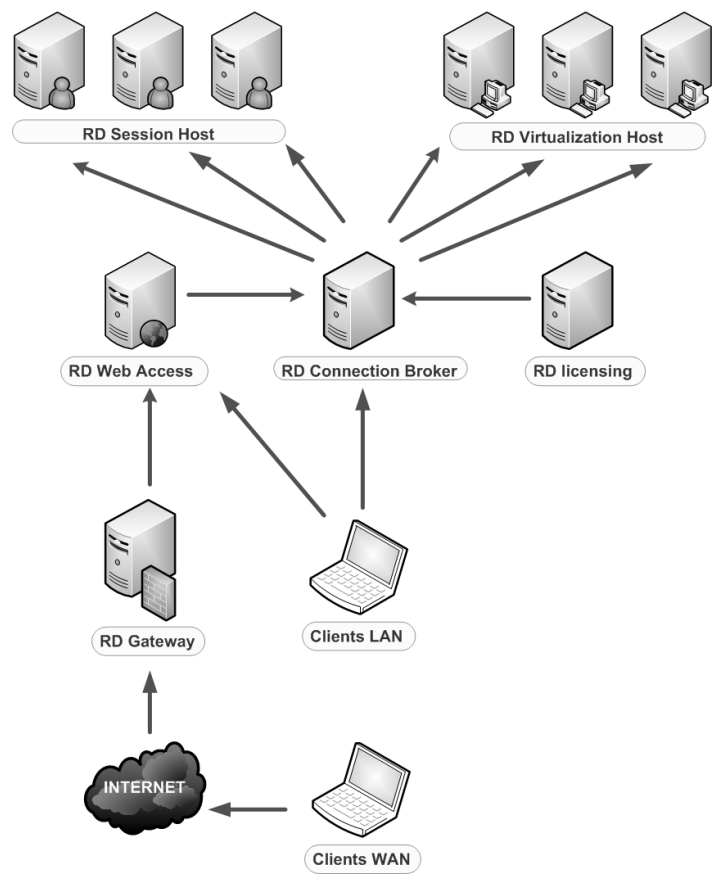 RD Session Host
RD Virtualization Host
RD Web Access
RD Connection Broker
RD licensing
RD Gateway
Clients LAN
INTERNET
Clients WAN